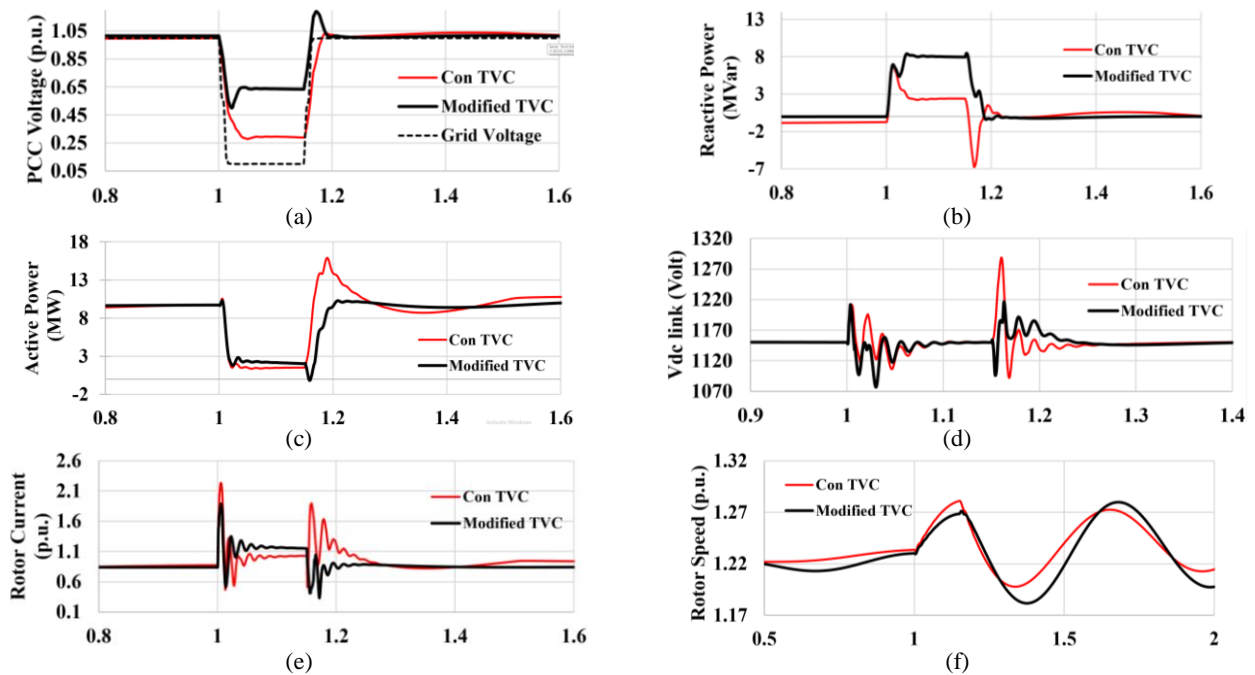 PCC Voltage (p.u.)
1.05
0.85
0.65
0.45
0.25
0.05
Con TVC
Modified TVC
Grid Voltage
0.8 1 1.2 1.4 1.6
(a)
Reactive Power
(MVar)
13
8
3
-2
-7
Con TVC
Modified TVC
0.8 1 1.2 1.4 1.6
(b)
Active Power
(MW)
18
13
8
3
-2
Con TVC
Modified TVC
Activate Windows
0.8 1 1.2 1.4 1.6
(c)
Vdc link (Volt)
1320
1270
1220
1170
1120
1070
Con TVC
Modified TVC
0.9 1 1.1 1.2 1.3 1.4
(d)
Rotor Current
(p.u.)
2.6
2.1
1.6
1.1
0.6
0.1
Con TVC
Modified TVC
0.8 1 1.2 1.4 1.6
(e)
Rotor Speed (p.u.)
1.32
1.27
1.22
1.17
Con TVC
Modified TVC
0.5 1 1.5 2
(f)